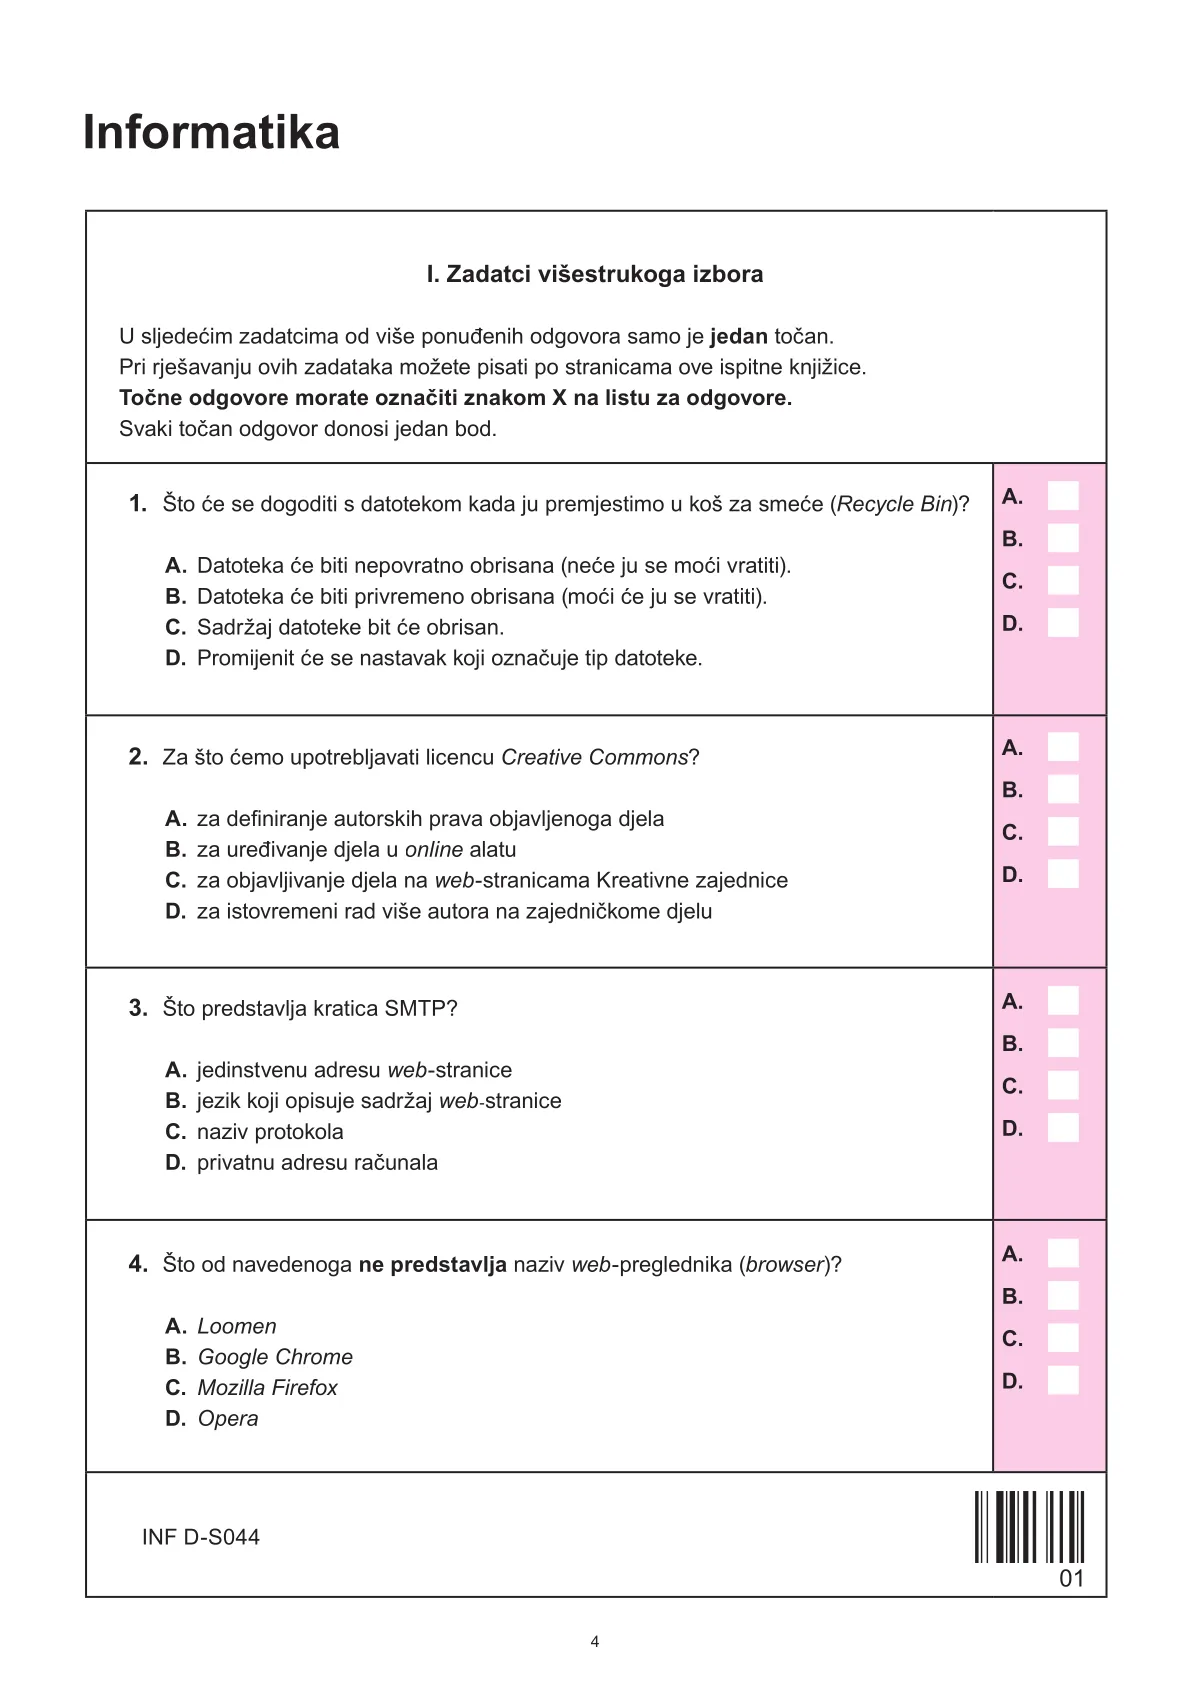 Informatika
I. Zadatci višestrukoga izbora
U sljedećim zadatcima od više ponuđenih odgovora samo je jedan točan.
Pri rješavanju ovih zadataka možete pisati po stranicama ove ispitne knjižice.
Točne odgovore morate označiti znakom X na listu za odgovore.
Svaki točan odgovor donosi jedan bod.
1. Što će se dogoditi s datotekom kada ju premjestimo u koš za smeće (Recycle Bin)?
A. Datoteka će biti nepovratno obrisana (neće ju se moći vratiti).
B. Datoteka će biti privremeno obrisana (moći će ju se vratiti).
C. Sadržaj datoteke bit će obrisan.
D. Promijenit će se nastavak koji označuje tip datoteke.
A.
B.
C.
D.
2. Za što ćemo upotrebljavati licencu Creative Commons?
A. za definiranje autorskih prava objavljenoga djela
B. za uređivanje djela u online alatu
C. za objavljivanje djela na web-stranicama Kreativne zajednice
D. za istovremeni rad više autora na zajedničkome djelu
A.
B.
C.
D.
3. Što predstavlja kratica SMTP?
A. jedinstvenu adresu web-stranice
B. jezik koji opisuje sadržaj web-stranice
C. naziv protokola
D. privatnu adresu računala
A.
B.
C.
D.
4. Što od navedenoga ne predstavlja naziv web-preglednika (browser)?
A. Loomen
B. Google Chrome
C. Mozilla Firefox
D. Opera
A.
B.
C.
D.
INF D-S044
01
4